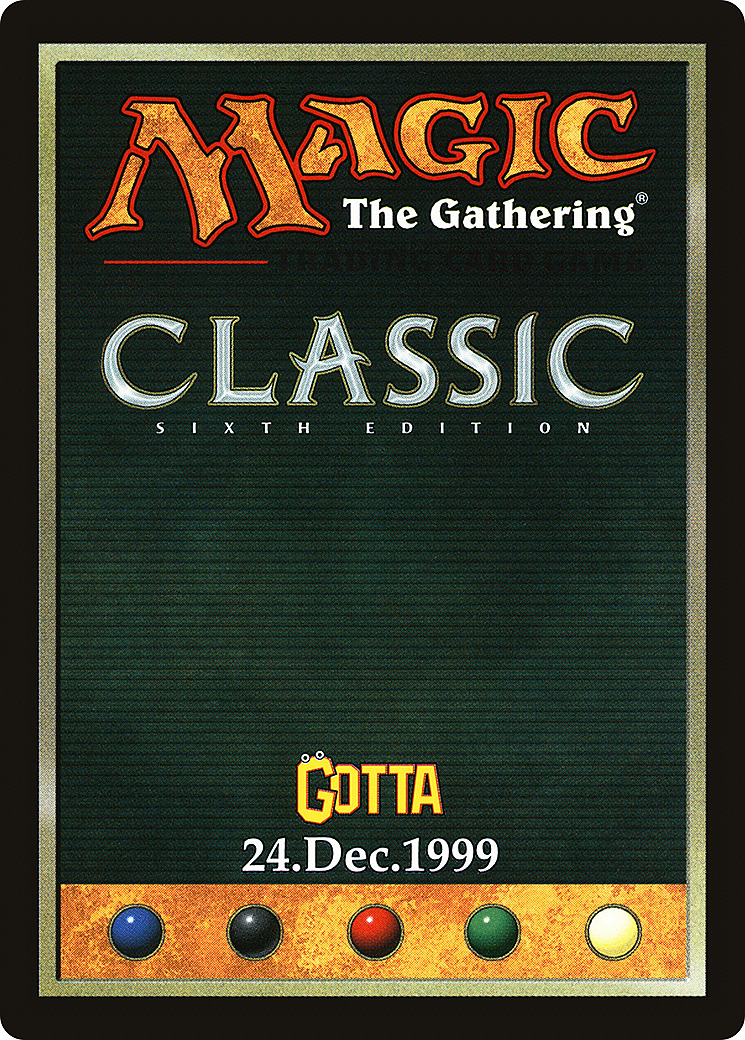 MAGIC
The Gathering®
CLASSIC
SIXTH EDITION
GOTTA
24.Dec.1999